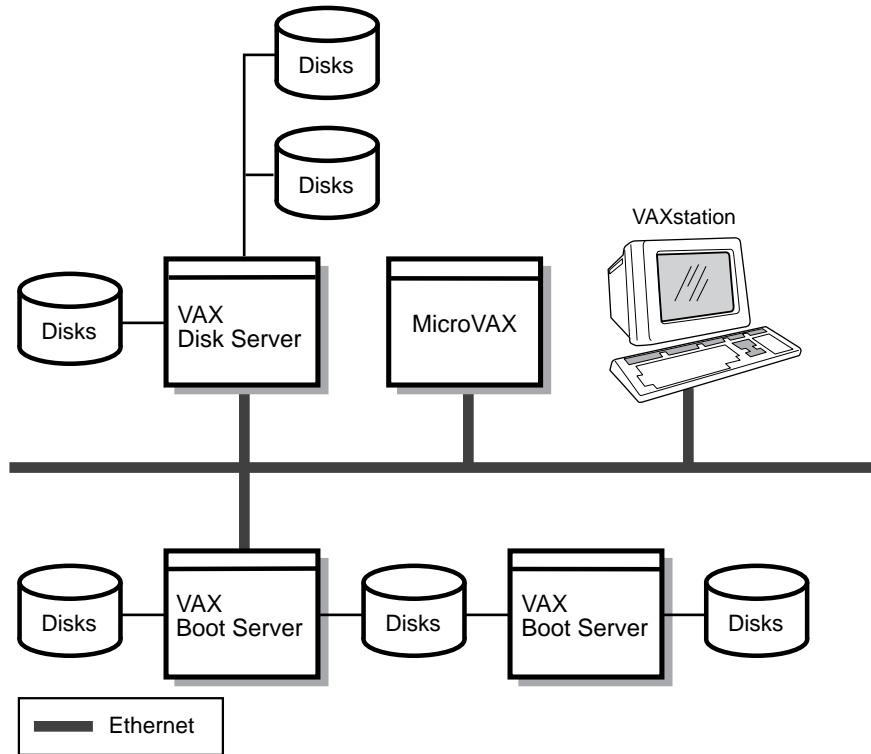 Disks
Disks
VAXstation
Disks
VAX
Disk Server
MicroVAX
Disks
VAX
Boot Server
Disks
VAX
Boot Server
Disks
Ethernet